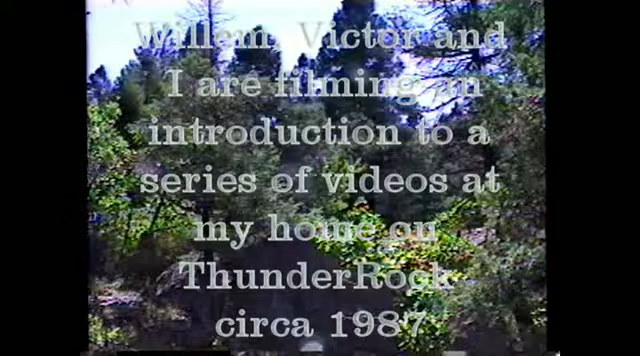 Willem, Victor and
I are filming an
introduction to a
series of videos at
my home on
ThunderRock
circa 1987